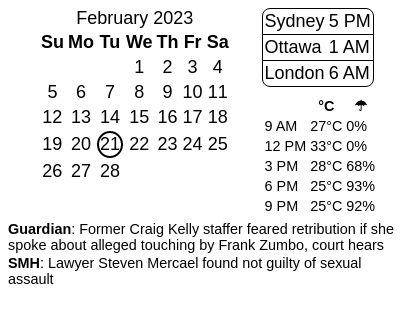 February 2023
Su Mo Tu We Th Fr Sa
1 2 3 4
5 6 7 8 9 10 11
12 13 14 15 16 17 18
19 20 21 22 23 24 25
26 27 28
Sydney 5 PM
Ottawa 1 AM
London 6 AM
°C ☂
9 AM 27°C 0%
12 PM 33°C 0%
3 PM 28°C 68%
6 PM 25°C 93%
9 PM 25°C 92%
Guardian: Former Craig Kelly staffer feared retribution if she
spoke about alleged touching by Frank Zumbo, court hears
SMH: Lawyer Steven Mercael found not guilty of sexual
assault